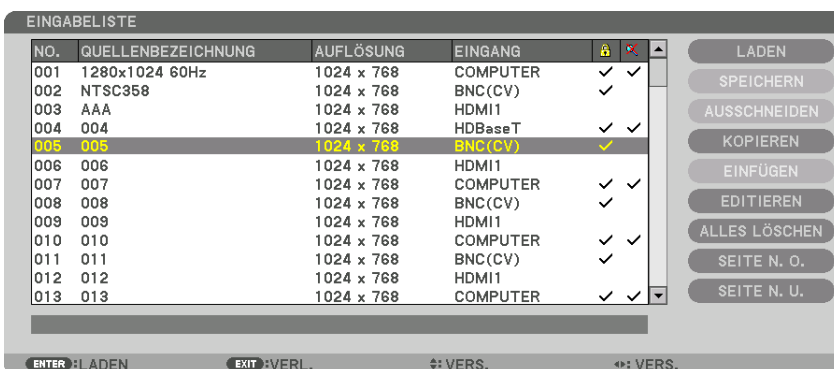 EINGABELISTE
NO. QUELLENBEZEICHNUNG AUFLÖSUNG EINGANG
001 1280x1024 60Hz 1024 x 768 COMPUTER ✓ ✓
002 NTSC358 1024 x 768 BNC(CV) ✓
003 AAA 1024 x 768 HDMI1
004 004 1024 x 768 HDBaseT ✓ ✓
005 005 1024 x 768 BNC(CV) ✓
006 006 1024 x 768 HDMI1
007 007 1024 x 768 COMPUTER ✓ ✓
008 008 1024 x 768 BNC(CV) ✓
009 009 1024 x 768 HDMI1
010 010 1024 x 768 COMPUTER ✓ ✓
011 011 1024 x 768 BNC(CV) ✓
012 012 1024 x 768 HDMI1
013 013 1024 x 768 COMPUTER ✓ ✓
LADEN
SPEICHERN
AUSSCHNEIDEN
KOPIEREN
EINFÜGEN
EDITIEREN
ALLES LÖSCHEN
SEITE N. O.
SEITE N. U.
ENTER :LADEN EXIT :VERL. :VERS. :VERS.